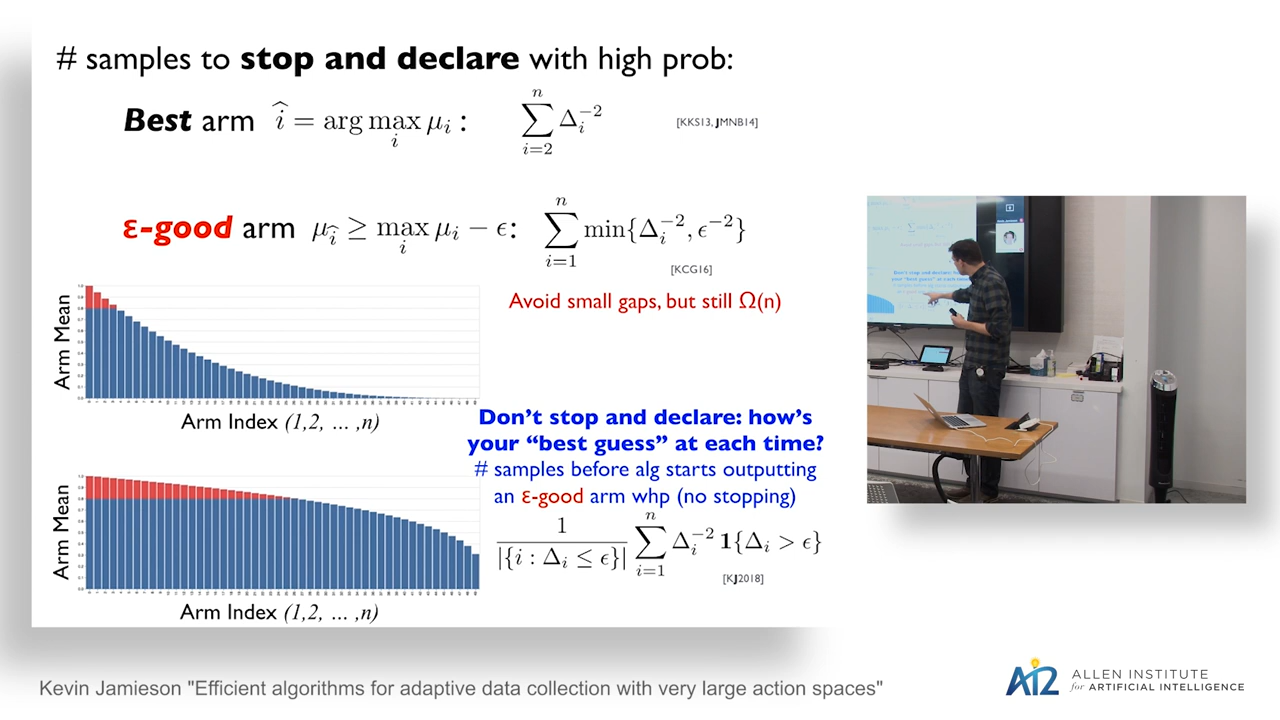 # samples to stop and declare with high prob:
Best arm î = arg max_i μ_i : ∑_{i=2}^{n} Δ_i^{-2} [KKS13, JMNB14]
ε-good arm μ_î ≥ max_i μ_i − ϵ: ∑_{i=1}^{n} min{Δ_i^{-2}, ϵ^{-2}}
[KCG16]
Avoid small gaps, but still Ω(n)
Arm Mean
Arm Index (1,2, ... ,n)
Don't stop and declare: how's
your "best guess" at each time?
# samples before alg starts outputting
an ε-good arm whp (no stopping)
1 / |{i : Δ_i ≤ ϵ}| ∑_{i=1}^{n} Δ_i^{-2} 1{Δ_i > ϵ}
[KJ2018]
Arm Mean
Arm Index (1,2, ... ,n)
Kevin Jamieson "Efficient algorithms for adaptive data collection with very large action spaces"
AI2 ALLEN INSTITUTE
for ARTIFICIAL INTELLIGENCE